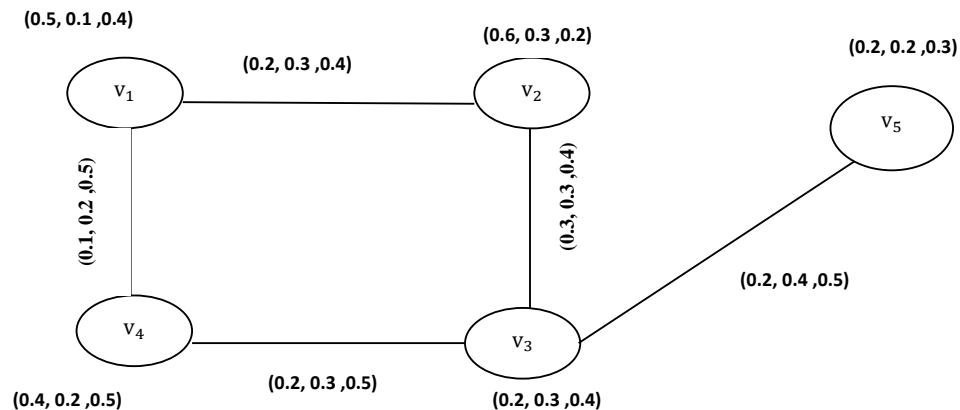 (0.5, 0.1 ,0.4)
(0.6, 0.3 ,0.2)
(0.2, 0.2 ,0.3)
(0.2, 0.3 ,0.4)
v₁
v₂
v₅
(0.1, 0.2 ,0.5)
(0.3, 0.3 ,0.4)
(0.2, 0.4 ,0.5)
v₄
v₃
(0.2, 0.3 ,0.5)
(0.4, 0.2 ,0.5)
(0.2, 0.3 ,0.4)